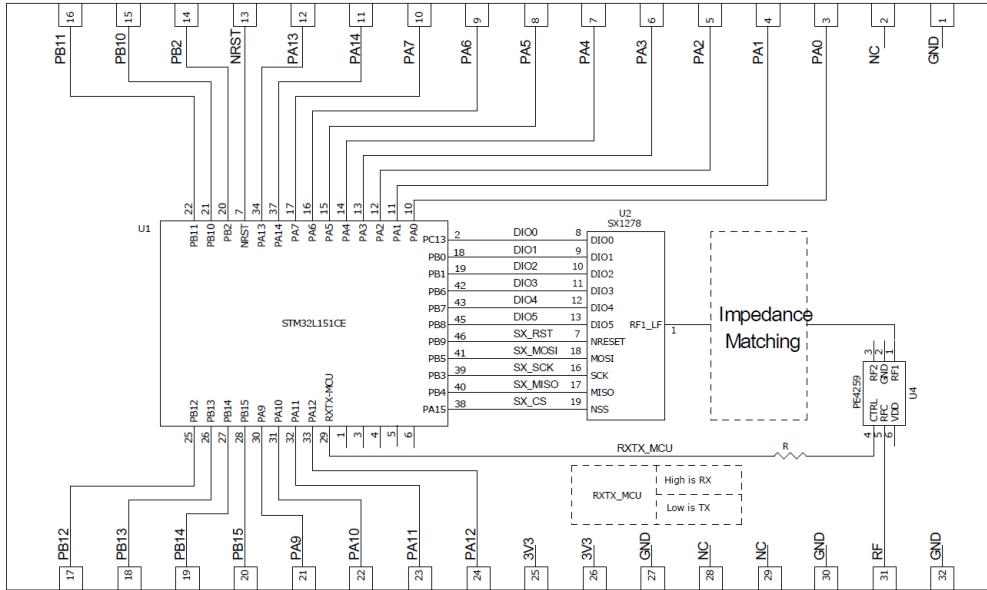 16 15 14 13 12 11 10 9 8 7 6 5 4 3 2 1
PB11 PB10 PB2 NRST PA13 PA14 PA7 PA6 PA5 PA4 PA3 PA2 PA1 PA0 NC GND
22 21 20 7 34 37 17 16 15 14 13 12 11 10
U1
PB11 PB10 PB2 NRST PA13 PA14 PA7 PA6 PA5 PA4 PA3 PA2 PA1 PA0
U2
SX1278
PC13 2 DIO0 8 DIO0
PB0 18 DIO1 9 DIO1
PB1 19 DIO2 10 DIO2
PB6 42 DIO3 11 DIO3
PB7 43 DIO4 12 DIO4
PB8 45 DIO5 13 DIO5 RF1_LF 1
PB9 46 SX_RST 7 NRESET
PB5 41 SX_MOSI 18 MOSI
PB3 39 SX_SCK 16 SCK
PB4 40 SX_MISO 17 MISO
PA15 38 SX_CS 19 NSS
STM32L151CE
Impedance
Matching
3 2 1
RF2 GND RF1
PE4259
U4
CTRL RFC VDD
4 5 6
PB12 PB13 PB14 PB15 PA9 PA10 PA11 PA12 RXTX-MCU
25 26 27 28 30 31 32 33 29 1 3 4 5 6
RXTX_MCU R
RXTX_MCU
High is RX
Low is TX
PB12 PB13 PB14 PB15 PA9 PA10 PA11 PA12 3V3 3V3 GND NC NC GND RF GND
17 18 19 20 21 22 23 24 25 26 27 28 29 30 31 32